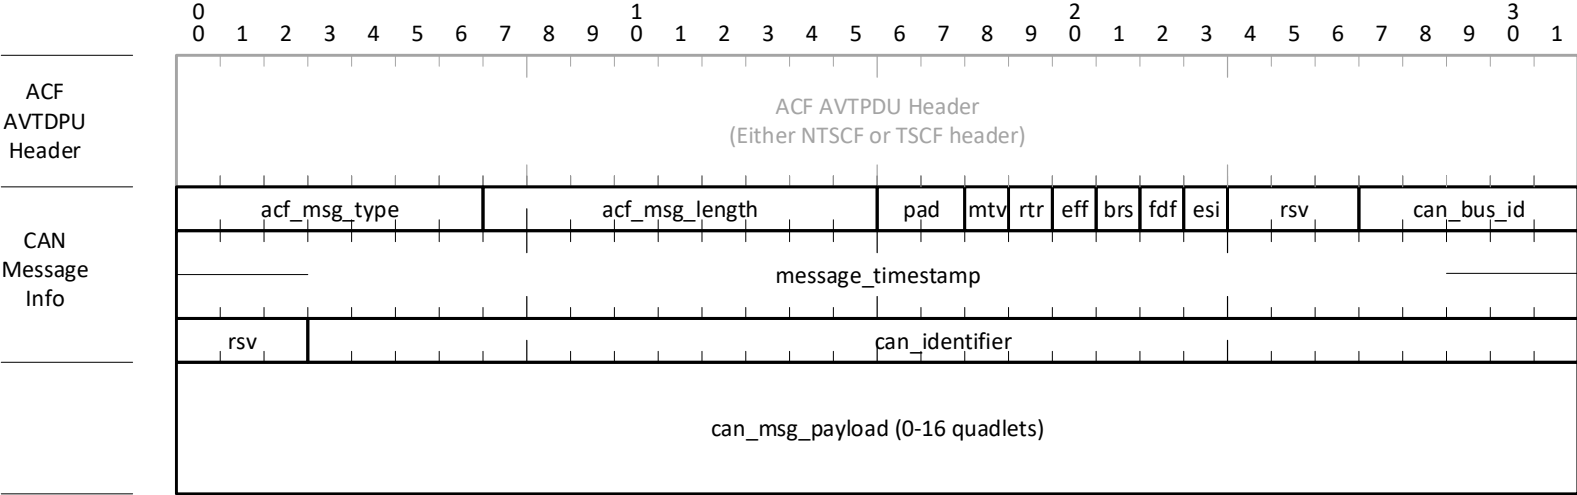 0 1 2 3
0 1 2 3 4 5 6 7 8 9 0 1 2 3 4 5 6 7 8 9 0 1 2 3 4 5 6 7 8 9 0 1
ACF
AVTDPU
Header
ACF AVTPDU Header
(Either NTSCF or TSCF header)
CAN
Message
Info
acf_msg_type acf_msg_length pad mtv rtr eff brs fdf esi rsv can_bus_id
message_timestamp
rsv can_identifier
can_msg_payload (0-16 quadlets)